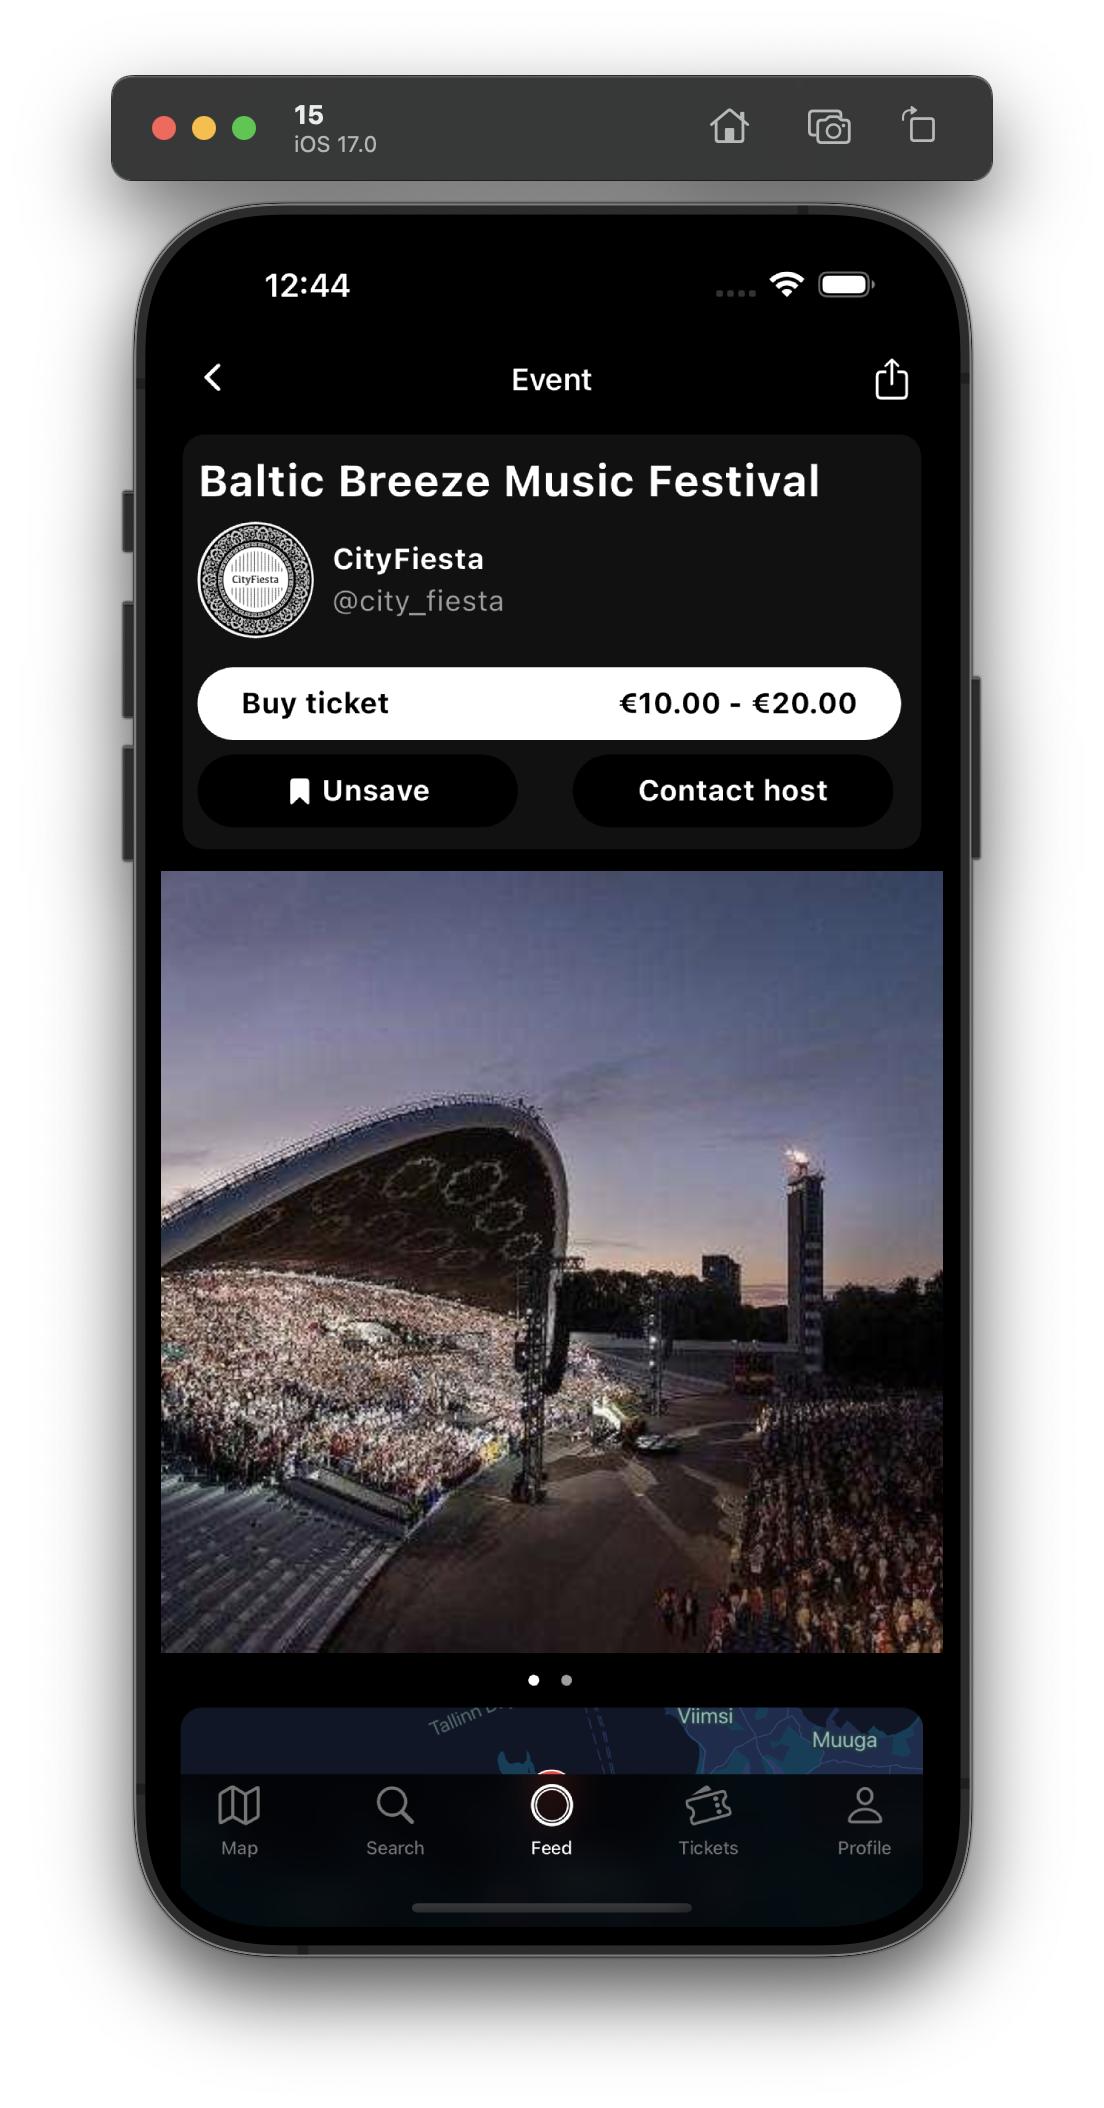 15
iOS 17.0
12:44
Event
Baltic Breeze Music Festival
CityFiesta
CityFiesta
@city_fiesta
Buy ticket €10.00 - €20.00
Unsave Contact host
Tallinn
Viimsi
Muuga
Map Search Feed Tickets Profile